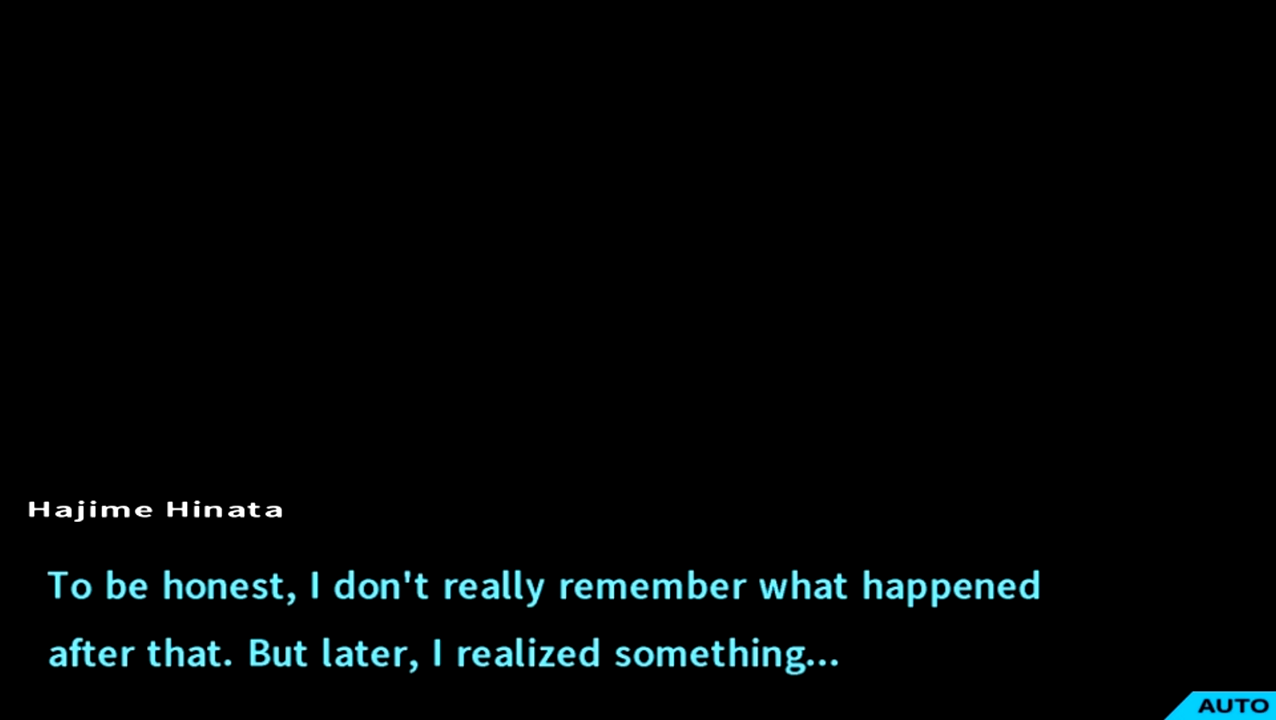 Hajime Hinata
To be honest, I don't really remember what happened
after that. But later, I realized something...
AUTO